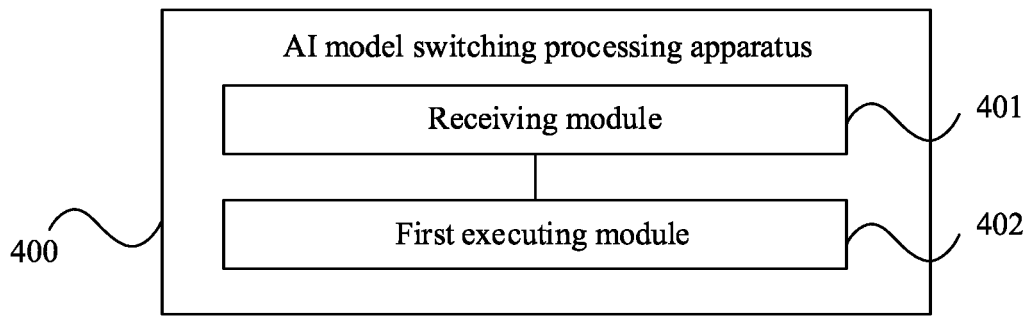 AI model switching processing apparatus
Receiving module
401
First executing module
402
400